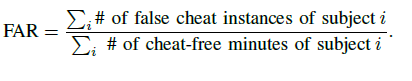 FAR = ∑ᵢ # of false cheat instances of subject i / ∑ᵢ # of cheat-free minutes of subject i .